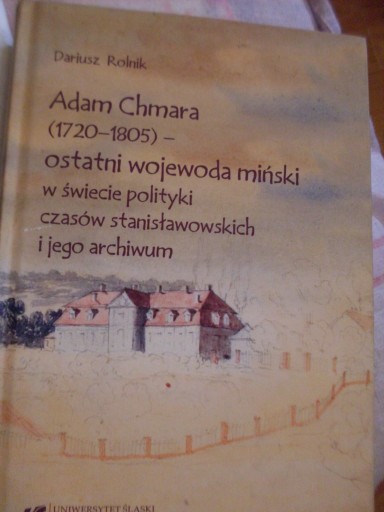 Dariusz Rolnik
Adam Chmara
(1720–1805) –
ostatni wojewoda miński
w świecie polityki
czasów stanisławowskich
i jego archiwum
UNIWERSYTET ŚLĄSKI